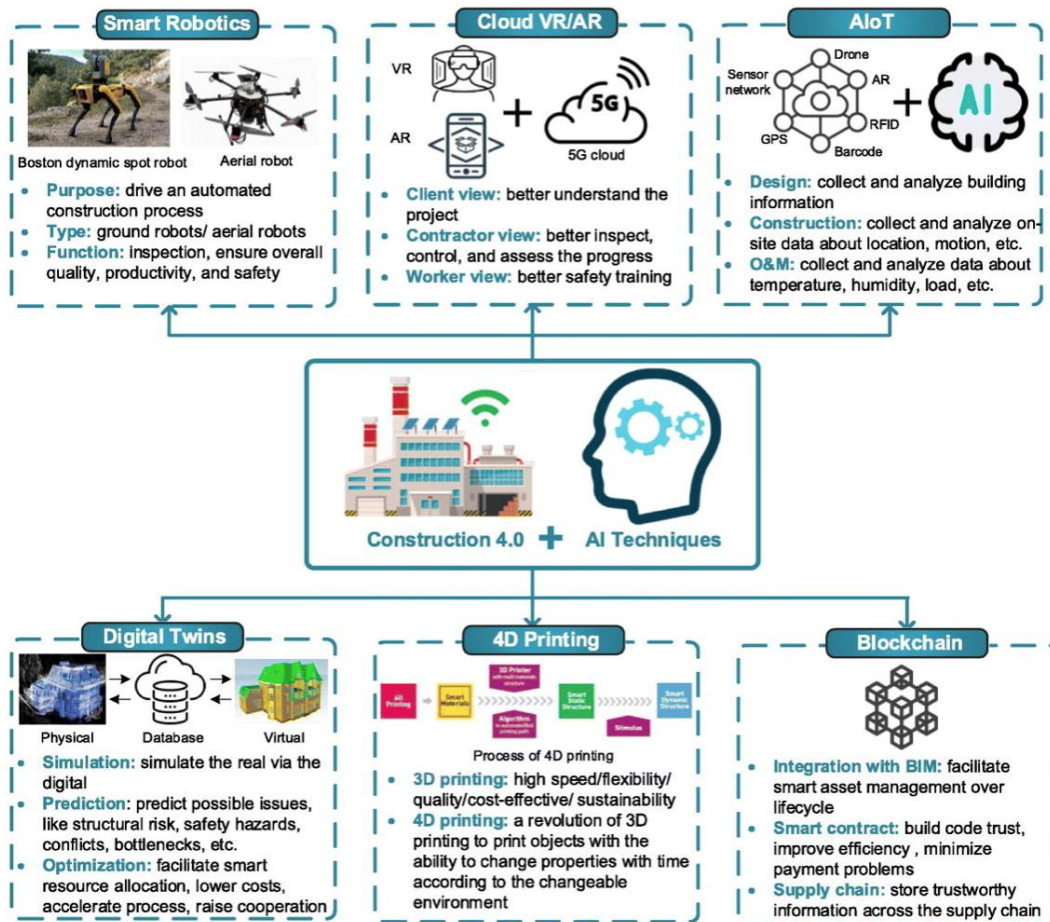 Smart Robotics
Boston dynamic spot robot
Aerial robot
• Purpose: drive an automated
construction process
• Type: ground robots/ aerial robots
• Function: inspection, ensure overall
quality, productivity, and safety
Cloud VR/AR
VR
AR
5G
5G cloud
• Client view: better understand the
project
• Contractor view: better inspect,
control, and assess the progress
• Worker view: better safety training
AIoT
Drone
Sensor
network
AR
GPS
RFID
Barcode
AI
• Design: collect and analyze building
information
• Construction: collect and analyze on-
site data about location, motion, etc.
• O&M: collect and analyze data about
temperature, humidity, load, etc.
Construction 4.0 + AI Techniques
Digital Twins
Physical
Database
Virtual
• Simulation: simulate the real via the
digital
• Prediction: predict possible issues,
like structural risk, safety hazards,
conflicts, bottlenecks, etc.
• Optimization: facilitate smart
resource allocation, lower costs,
accelerate process, raise cooperation
4D Printing
4D
Printing
Smart
Materials
3D Printer
with multi materials
structure
Algorithm
to automate/find
printing path
Smart
Static
Structure
Stimulus
Smart
Dynamic
Structure
Process of 4D printing
• 3D printing: high speed/flexibility/
quality/cost-effective/ sustainability
• 4D printing: a revolution of 3D
printing to print objects with the
ability to change properties with time
according to the changeable
environment
Blockchain
• Integration with BIM: facilitate
smart asset management over
lifecycle
• Smart contract: build code trust,
improve efficiency , minimize
payment problems
• Supply chain: store trustworthy
information across the supply chain